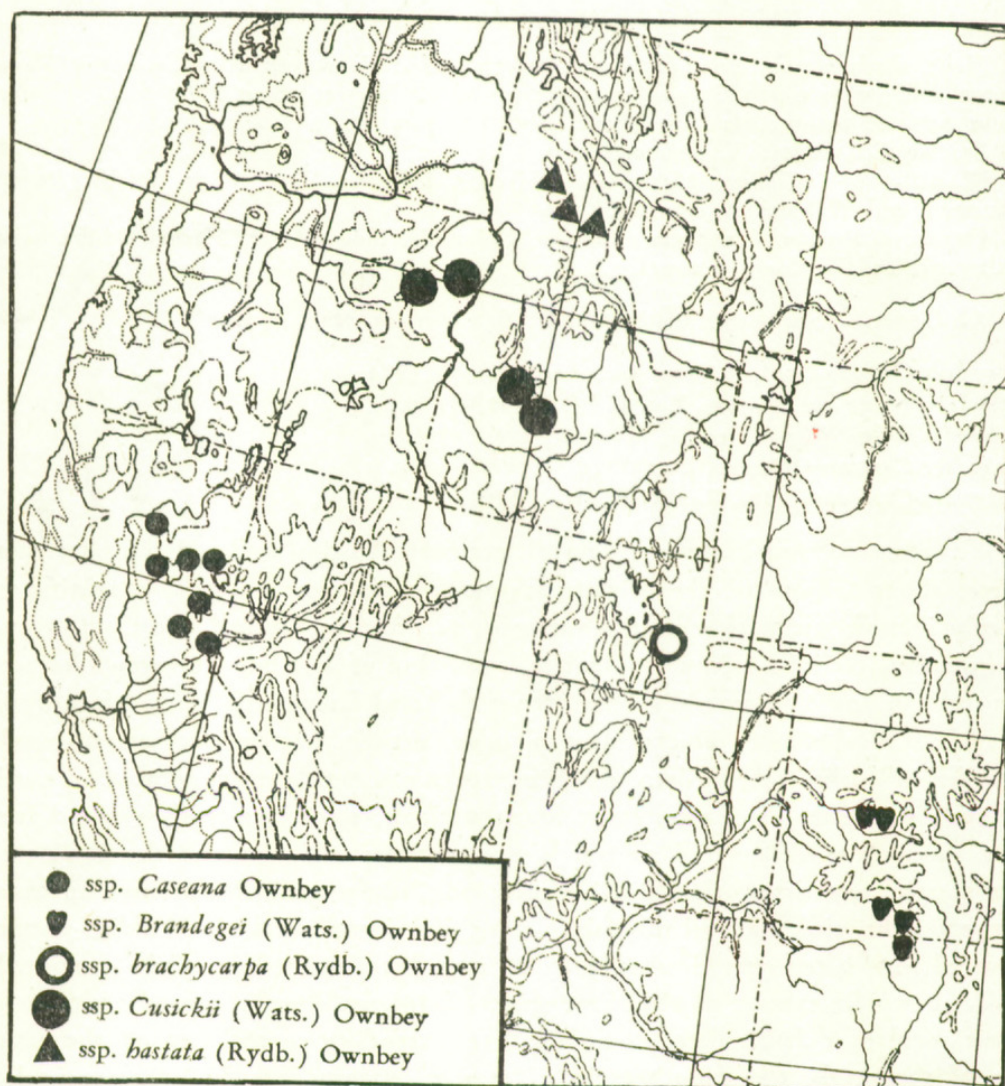 ssp. Caseana Ownbey
ssp. Brandegei (Wats.) Ownbey
ssp. brachycarpa (Rydb.) Ownbey
ssp. Cusickii (Wats.) Ownbey
ssp. hastata (Rydb.) Ownbey